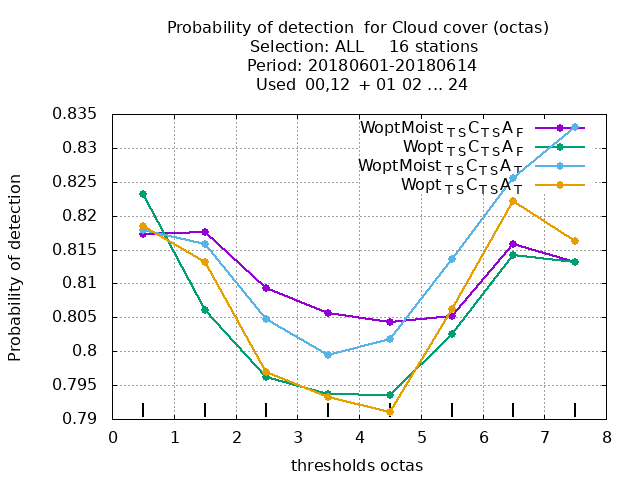 Probability of detection for Cloud cover (octas)
Selection: ALL 16 stations
Period: 20180601-20180614
Used 00,12 + 01 02 ... 24
0.835
0.83
0.825
0.82
0.815
0.81
0.805
0.8
0.795
0.79
Probability of detection
WoptMoist TS C TS A F
Wopt TS C TS A F
WoptMoist TS C TS A T
Wopt TS C TS A T
0 1 2 3 4 5 6 7 8
thresholds octas